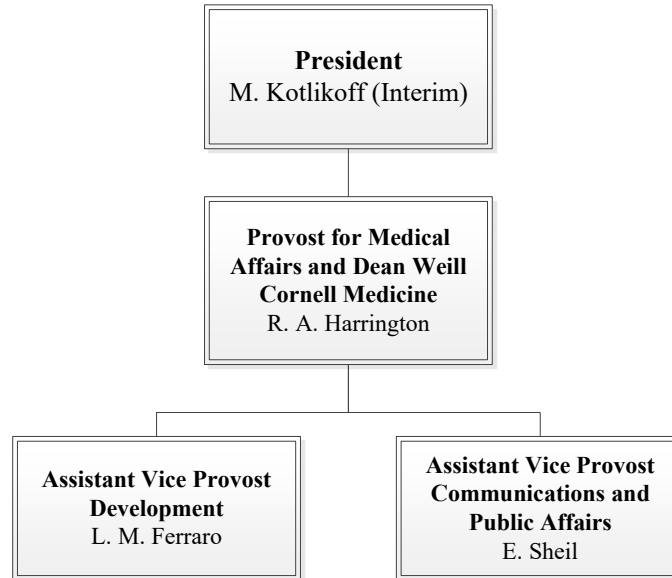 President
M. Kotlikoff (Interim)
Provost for Medical
Affairs and Dean Weill
Cornell Medicine
R. A. Harrington
Assistant Vice Provost
Development
L. M. Ferraro
Assistant Vice Provost
Communications and
Public Affairs
E. Sheil